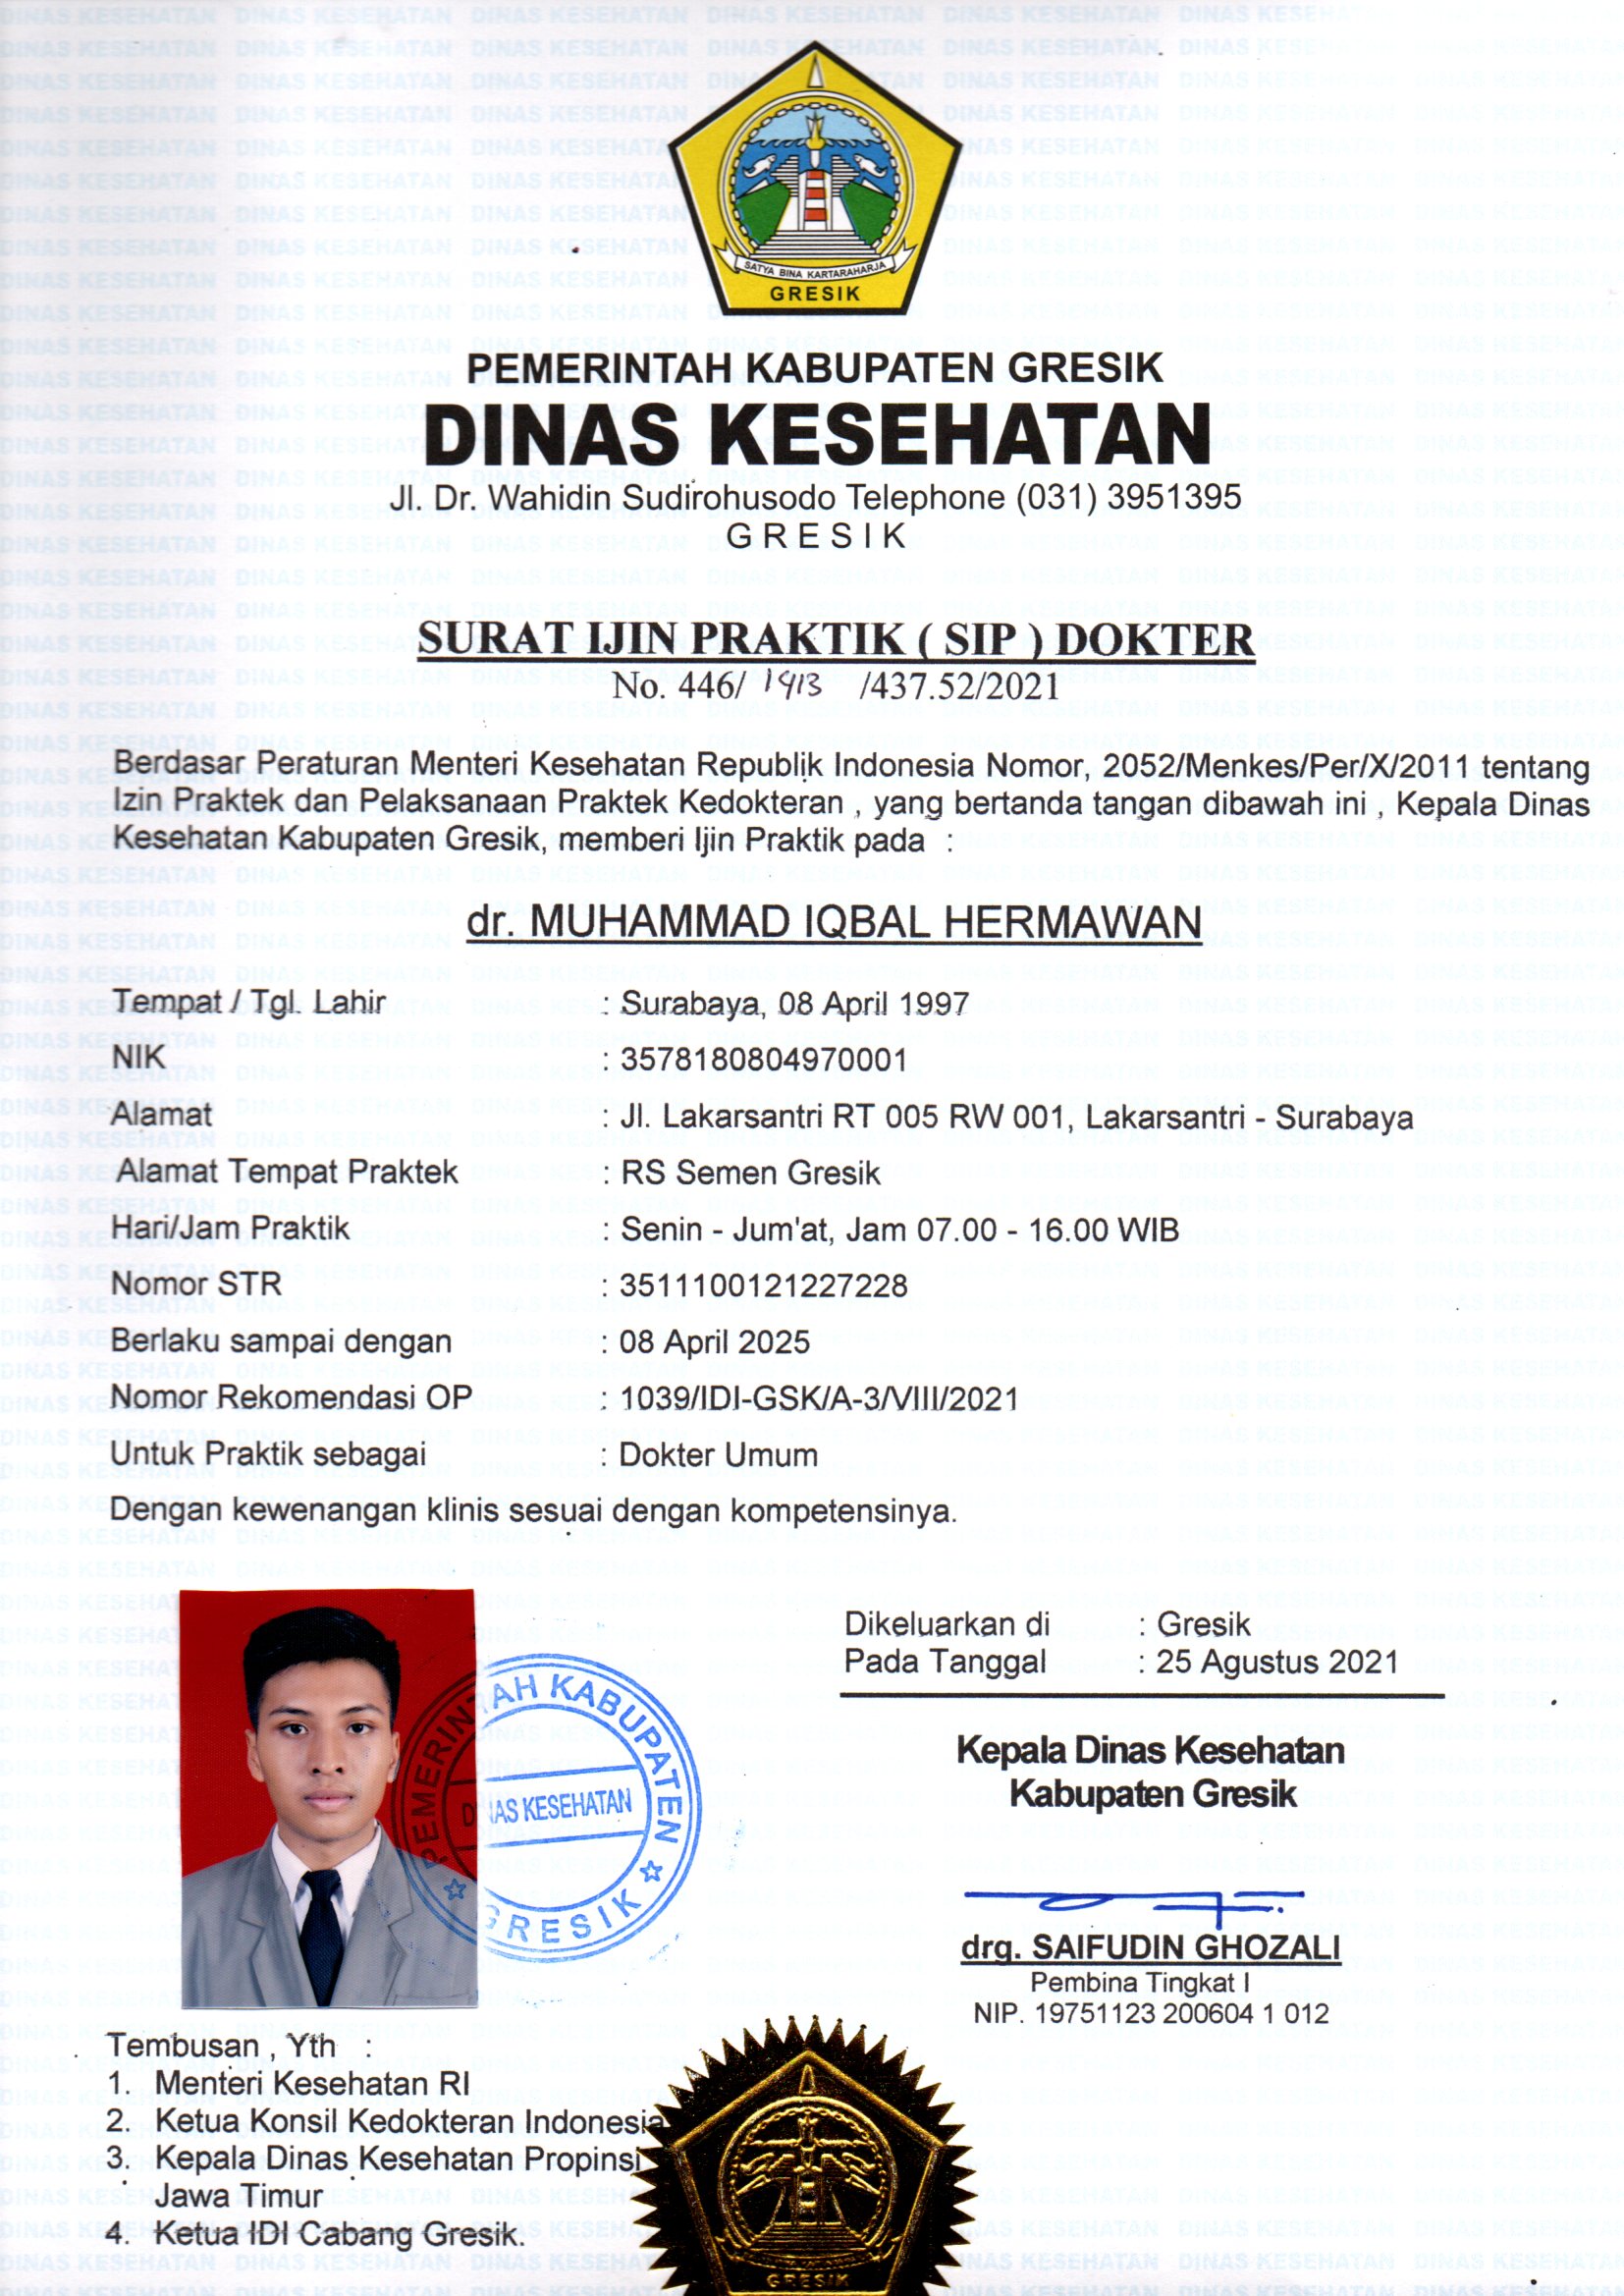 SATYA BINA KARTARAHARJA
GRESIK
PEMERINTAH KABUPATEN GRESIK
DINAS KESEHATAN
Jl. Dr. Wahidin Sudirohusodo Telephone (031) 3951395
G R E S I K
SURAT IJIN PRAKTIK ( SIP ) DOKTER
No. 446/ 1913 /437.52/2021
Berdasar Peraturan Menteri Kesehatan Republik Indonesia Nomor, 2052/Menkes/Per/X/2011 tentang
Izin Praktek dan Pelaksanaan Praktek Kedokteran , yang bertanda tangan dibawah ini , Kepala Dinas
Kesehatan Kabupaten Gresik, memberi Ijin Praktik pada :
dr. MUHAMMAD IQBAL HERMAWAN
Tempat / Tgl. Lahir : Surabaya, 08 April 1997
NIK : 3578180804970001
Alamat : Jl. Lakarsantri RT 005 RW 001, Lakarsantri - Surabaya
Alamat Tempat Praktek : RS Semen Gresik
Hari/Jam Praktik : Senin - Jum'at, Jam 07.00 - 16.00 WIB
Nomor STR : 3511100121227228
Berlaku sampai dengan : 08 April 2025
Nomor Rekomendasi OP : 1039/IDI-GSK/A-3/VIII/2021
Untuk Praktik sebagai : Dokter Umum
Dengan kewenangan klinis sesuai dengan kompetensinya.
Dikeluarkan di : Gresik
Pada Tanggal : 25 Agustus 2021
PEMERINTAH KABUPATEN
DINAS KESEHATAN
GRESIK
Kepala Dinas Kesehatan
Kabupaten Gresik
drg. SAIFUDIN GHOZALI
Pembina Tingkat I
NIP. 19751123 200604 1 012
Tembusan , Yth :
1. Menteri Kesehatan RI
2. Ketua Konsil Kedokteran Indonesia
3. Kepala Dinas Kesehatan Propinsi
Jawa Timur
4. Ketua IDI Cabang Gresik.
GRESIK